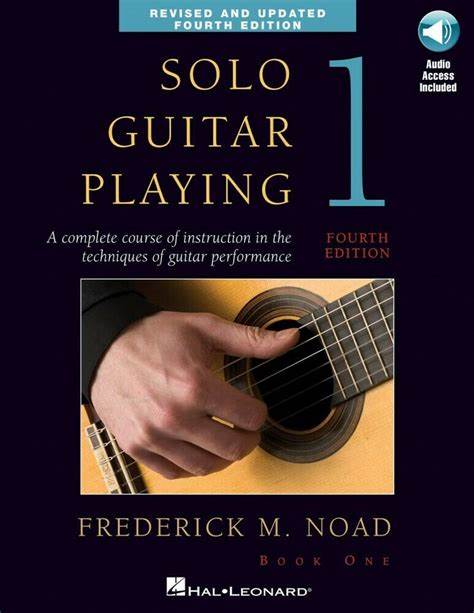 REVISED AND UPDATED
FOURTH EDITION
Audio
Access
Included
SOLO
GUITAR
PLAYING
1
A complete course of instruction in the
techniques of guitar performance
FOURTH
EDITION
FREDERICK M. NOAD
BOOK ONE
HAL•LEONARD®